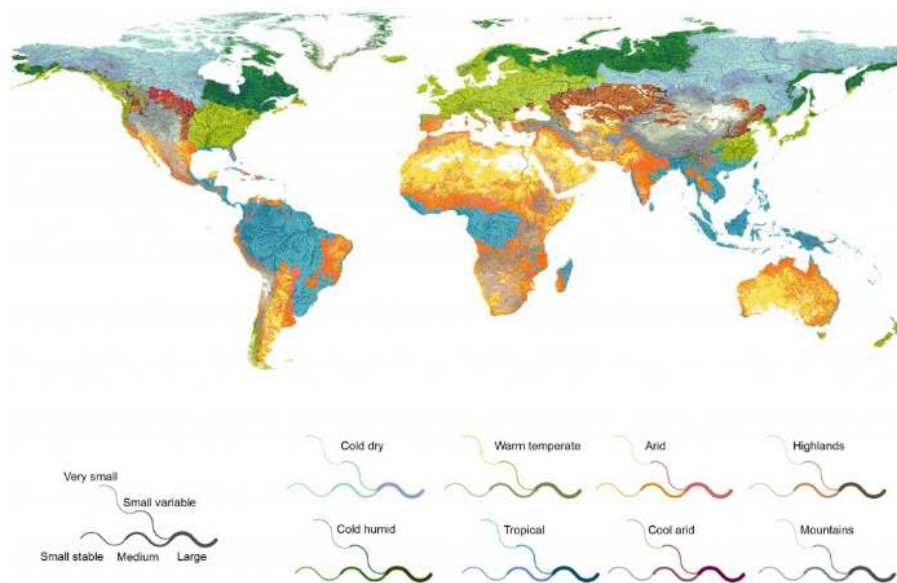 Cold dry
Warm temperate
Arid
Highlands
Very small
Small variable
Small stable
Medium
Large
Cold humid
Tropical
Cool arid
Mountains